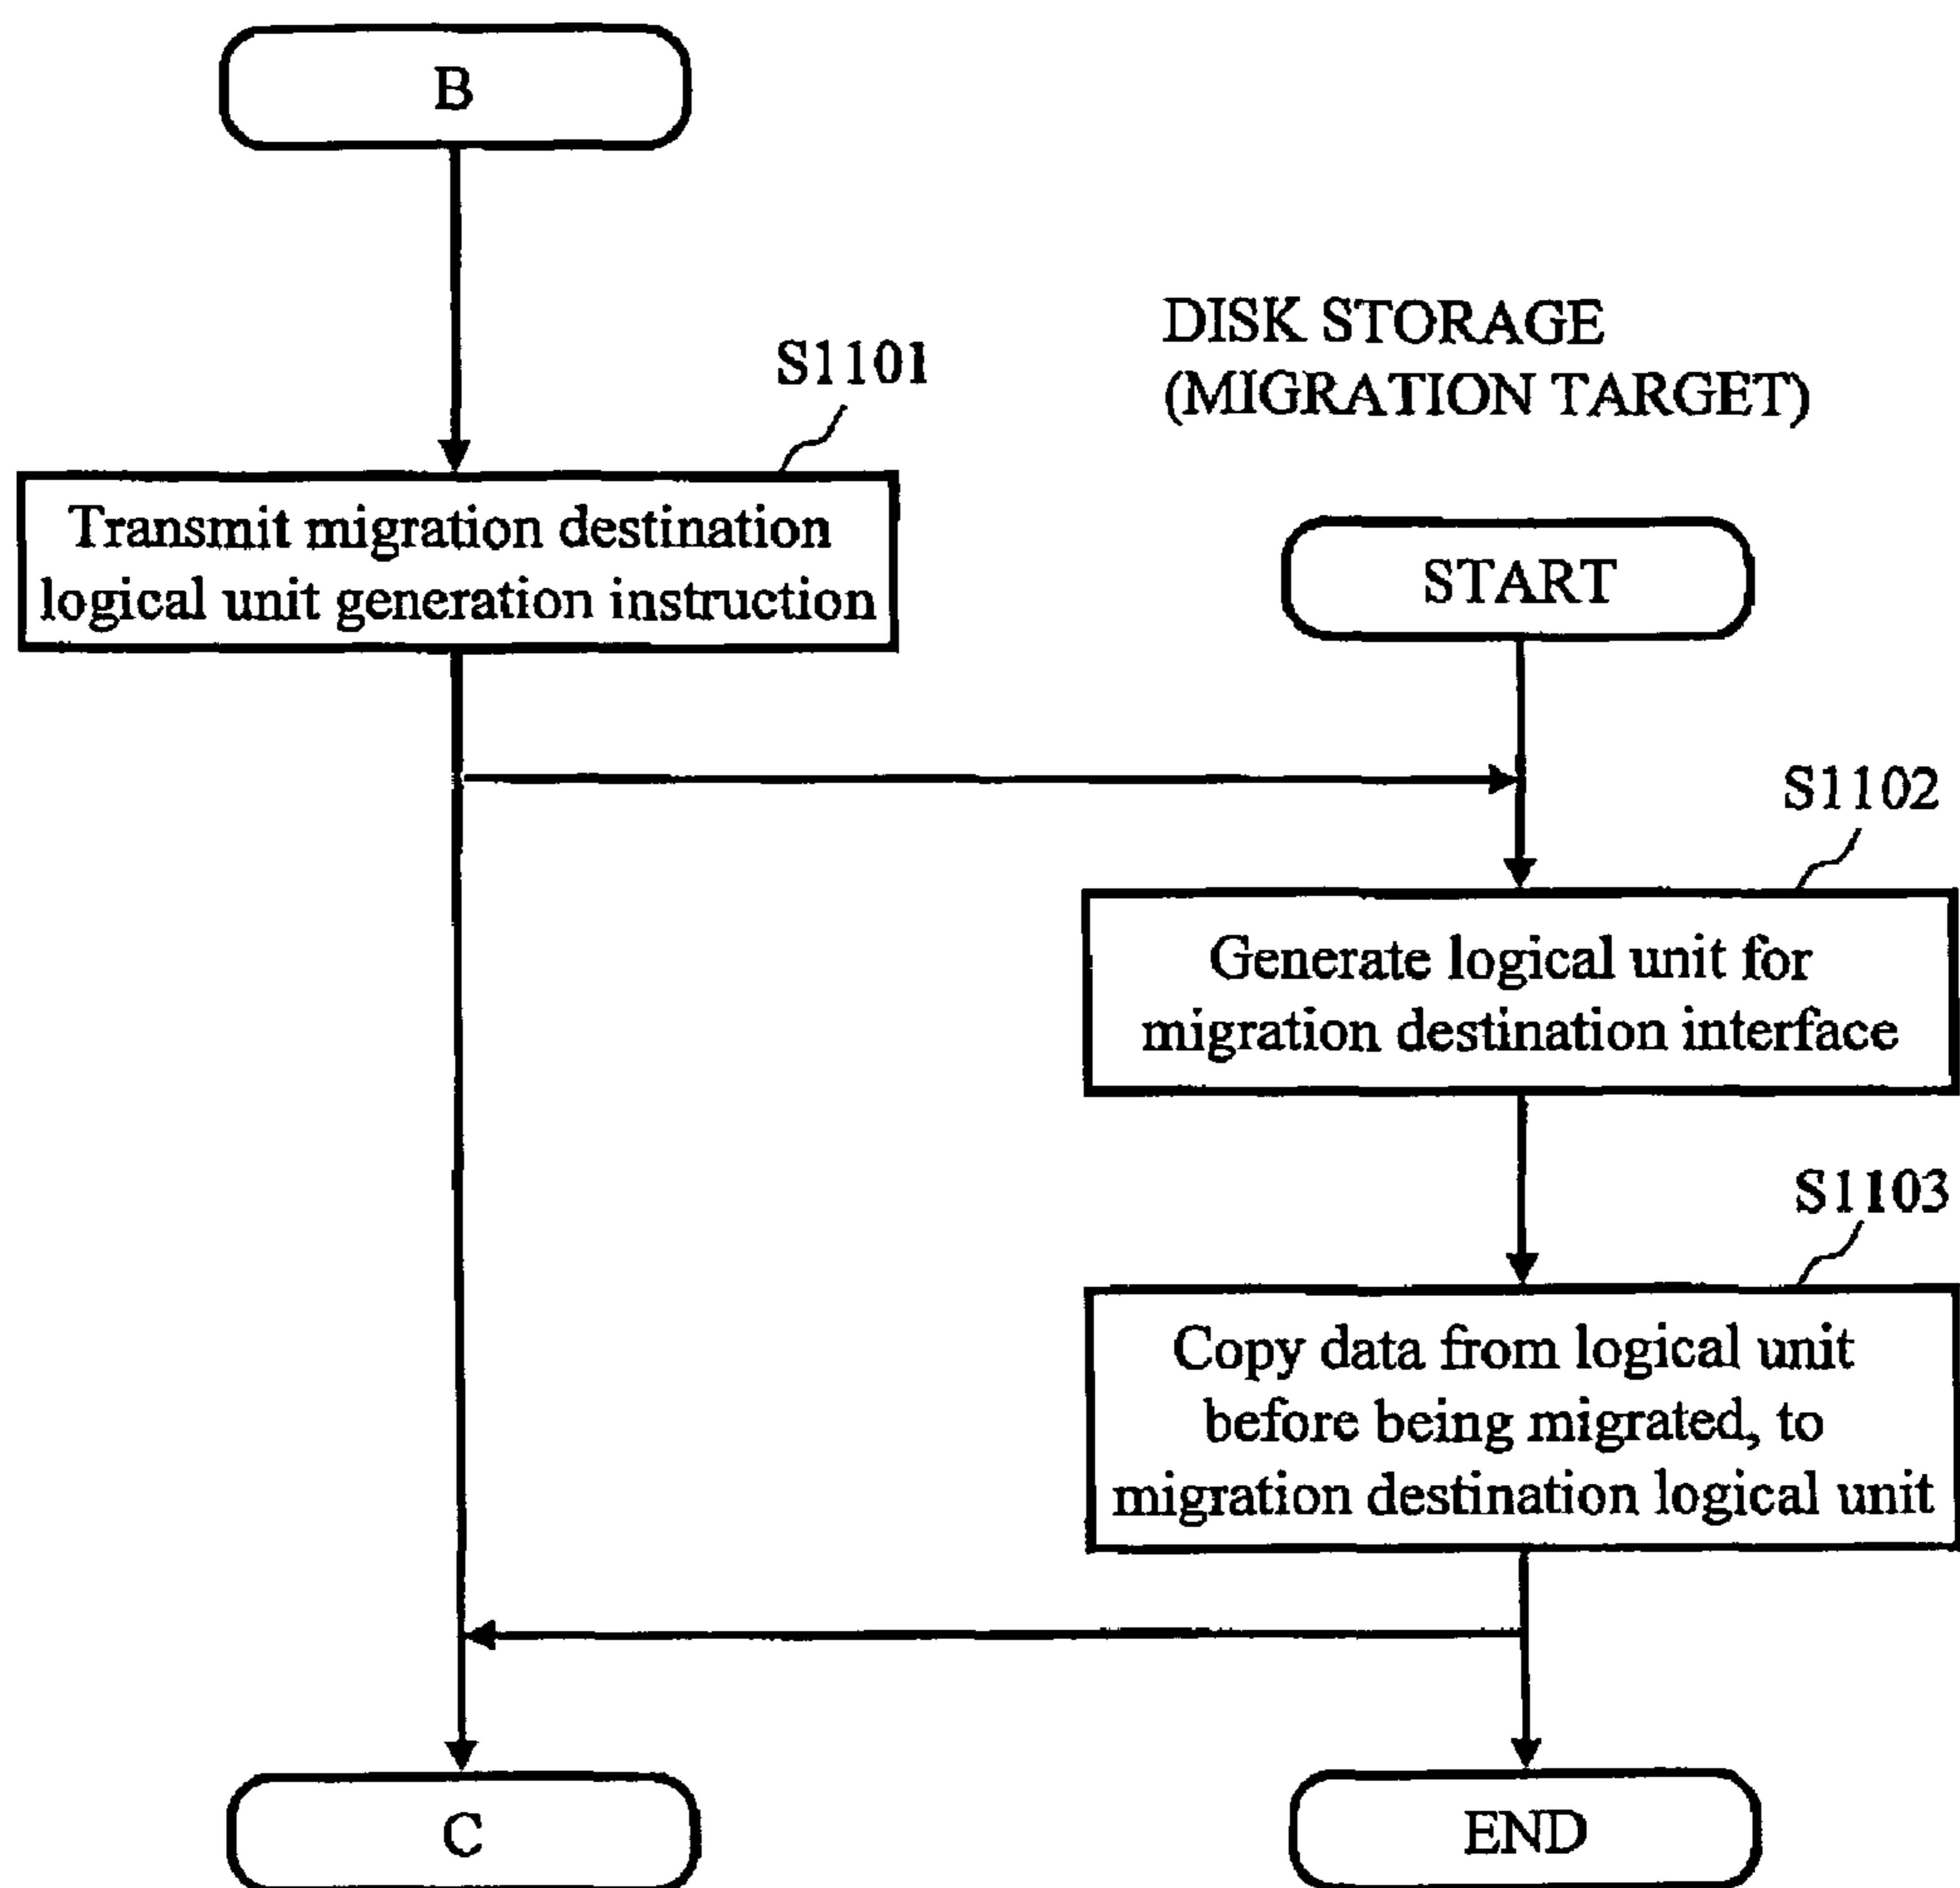 B
DISK STORAGE
(MIGRATION TARGET)
S1101
Transmit migration destination
logical unit generation instruction
START
S1102
Generate logical unit for
migration destination interface
S1103
Copy data from logical unit
before being migrated, to
migration destination logical unit
C
END